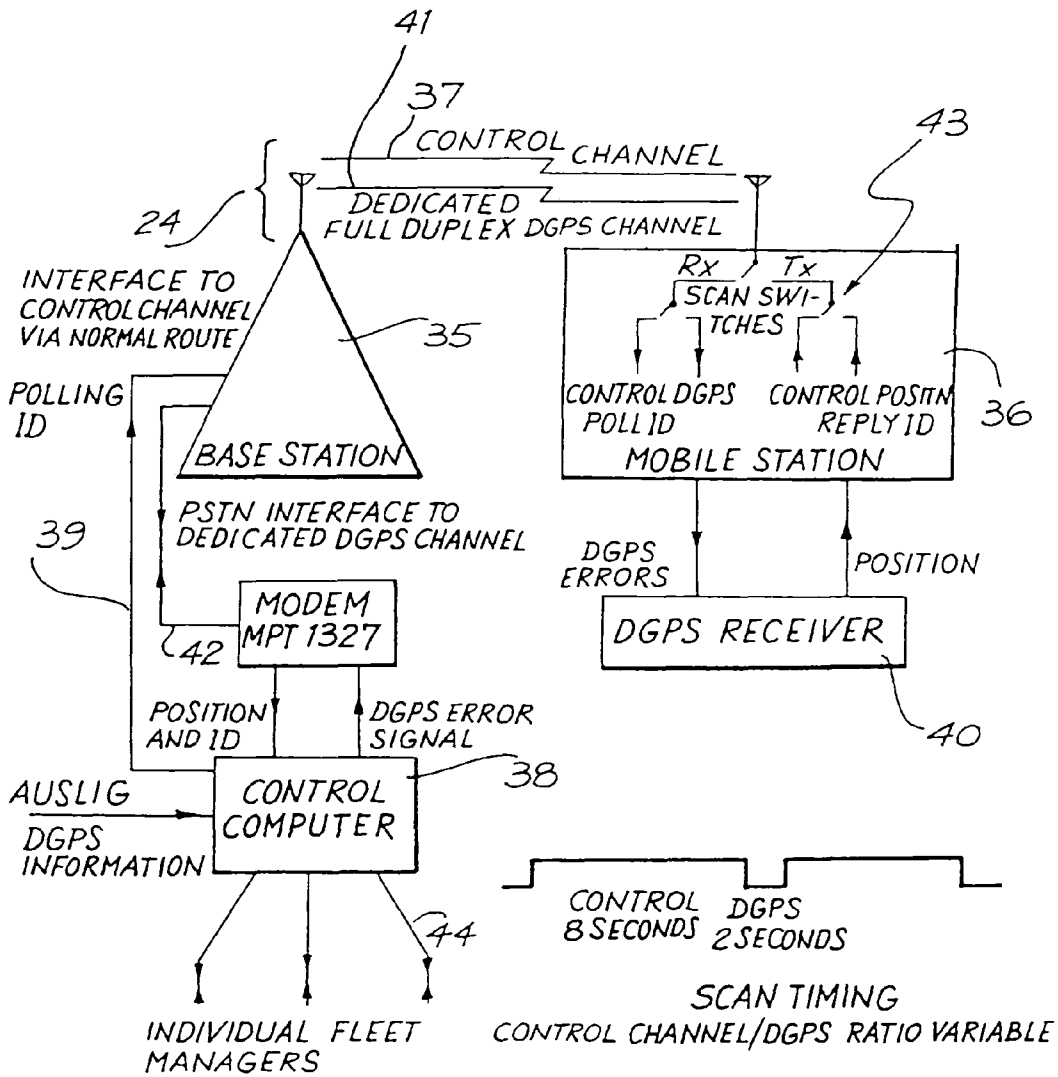 41
37
CONTROL CHANNEL
43
24
DEDICATED
FULL DUPLEX DGPS CHANNEL
INTERFACE TO
CONTROL CHANNEL
VIA NORMAL ROUTE
35
Rx Tx
SCAN SWI-
TCHES
POLLING
ID
CONTROL DGPS
POLL ID
CONTROL POSITN
REPLY ID
36
BASE STATION
MOBILE STATION
39
PSTN INTERFACE TO
DEDICATED DGPS CHANNEL
DGPS
ERRORS
POSITION
MODEM
MPT 1327
42
DGPS RECEIVER
40
POSITION
AND ID
DGPS ERROR
SIGNAL
38
AUSLIG
DGPS
INFORMATION
CONTROL
COMPUTER
44
CONTROL
8 SECONDS
DGPS
2 SECONDS
INDIVIDUAL FLEET
MANAGERS
SCAN TIMING
CONTROL CHANNEL/DGPS RATIO VARIABLE